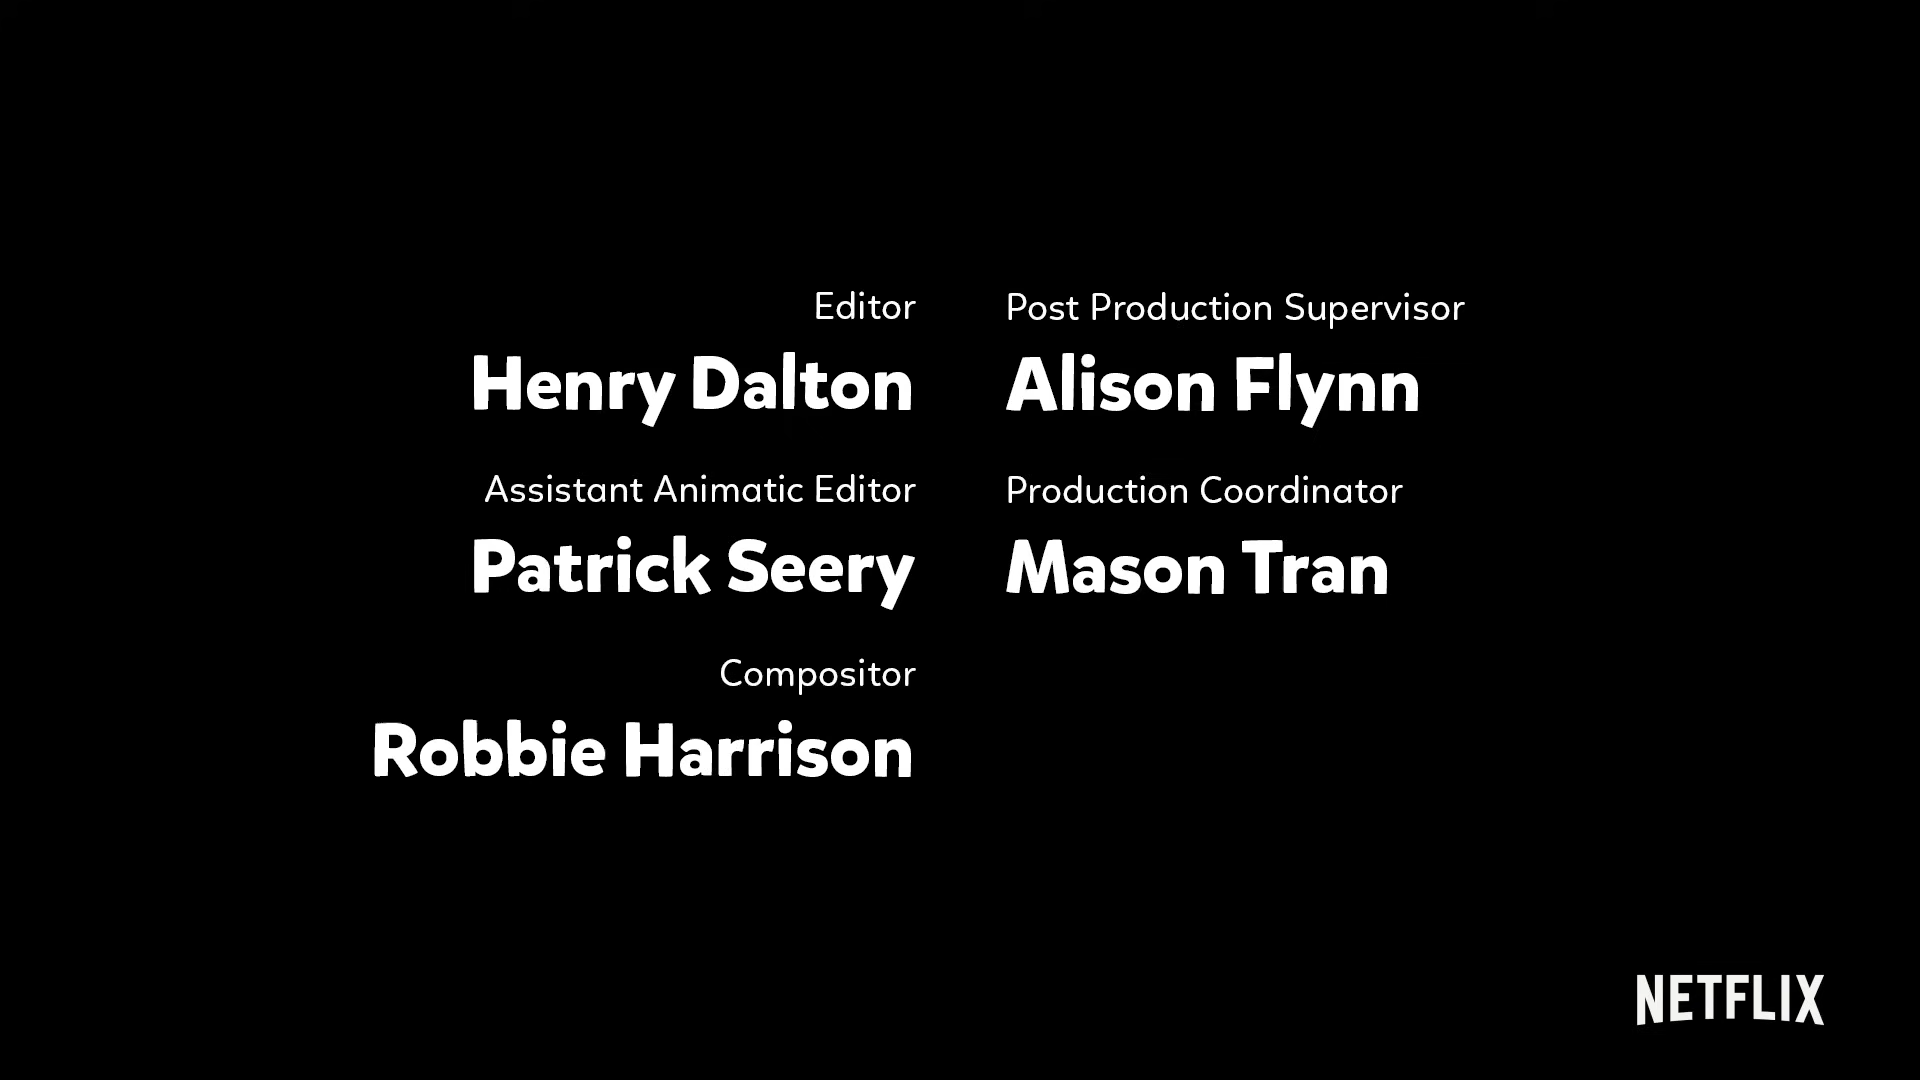 Editor
Henry Dalton
Assistant Animatic Editor
Patrick Seery
Compositor
Robbie Harrison
Post Production Supervisor
Alison Flynn
Production Coordinator
Mason Tran
NETFLIX